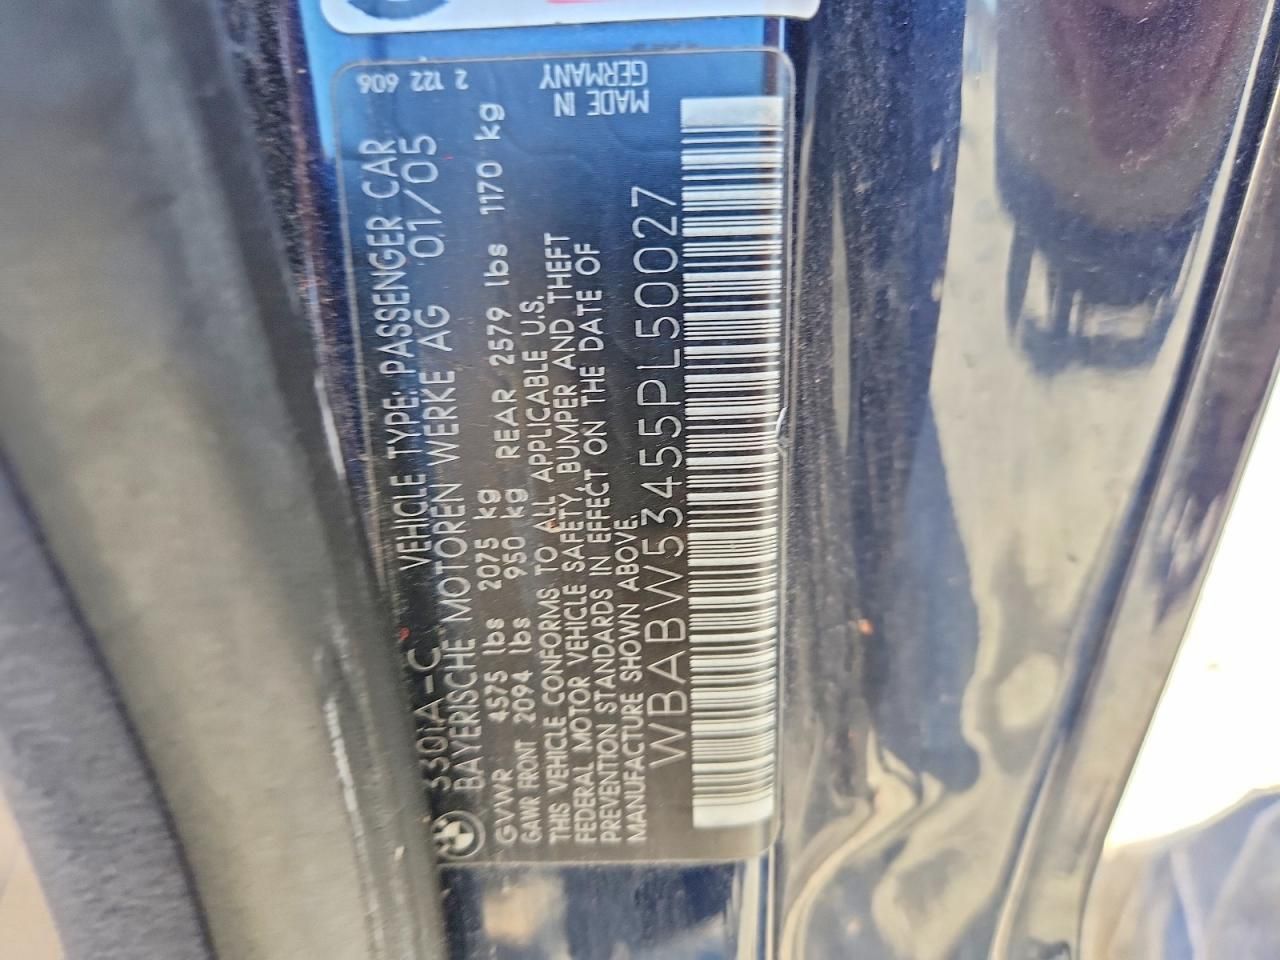 330iA-C VEHICLE TYPE: PASSENGER CAR
BAYERISCHE MOTOREN WERKE AG 01/05
GVWR 4575 lbs 2075 kg
GAWR FRONT 2094 lbs 950 kg REAR 2579 lbs 1170 kg
THIS VEHICLE CONFORMS TO ALL APPLICABLE U.S.
FEDERAL MOTOR VEHICLE SAFETY, BUMPER AND THEFT
PREVENTION STANDARDS IN EFFECT ON THE DATE OF
MANUFACTURE SHOWN ABOVE.
WBABW53455PL50027
2 122 606
MADE IN
GERMANY